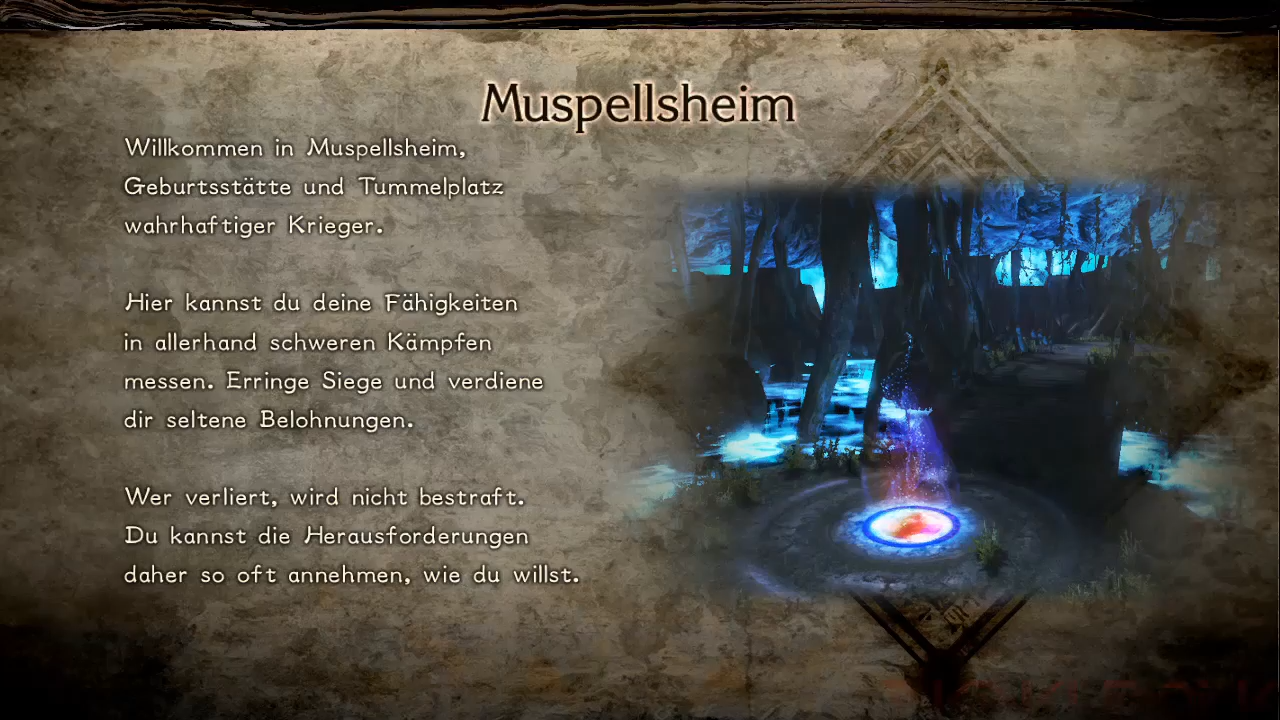 Muspellsheim
Willkommen in Muspellsheim,
Geburtsstätte und Tummelplatz
wahrhaftiger Krieger.
Hier kannst du deine Fähigkeiten
in allerhand schweren Kämpfen
messen. Erringe Siege und verdiene
dir seltene Belohnungen.
Wer verliert, wird nicht bestraft.
Du kannst die Herausforderungen
daher so oft annehmen, wie du willst.